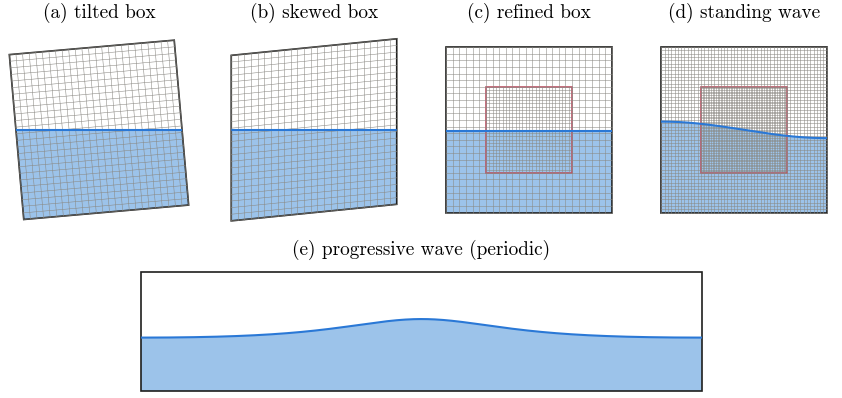 (a) tilted box
(b) skewed box
(c) refined box
(d) standing wave
(e) progressive wave (periodic)